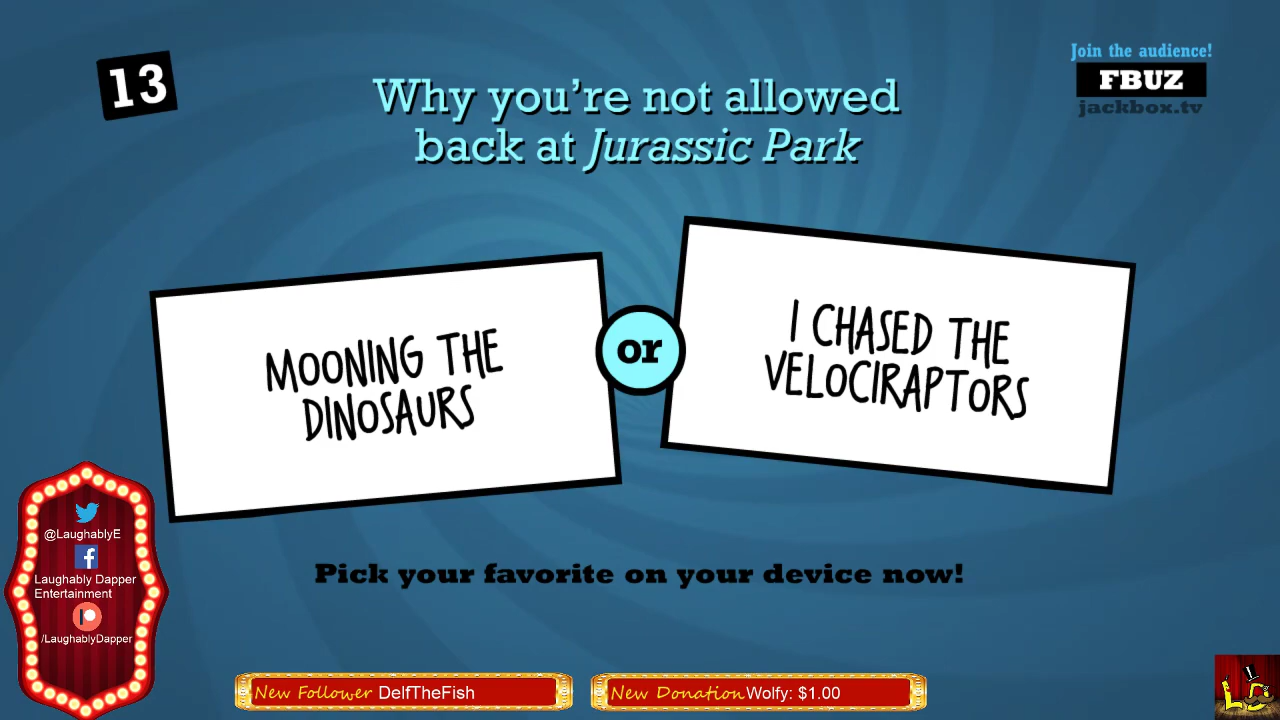 13
Why you're not allowed
back at Jurassic Park
Join the audience!
FBUZ
jackbox.tv
MOONING THE
DINOSAURS
or
I CHASED THE
VELOCIRAPTORS
Pick your favorite on your device now!
@LaughablyE
Laughably Dapper
Entertainment
/LaughablyDapper
New Follower DelfTheFish
New Donation Wolfy: $1.00
LD